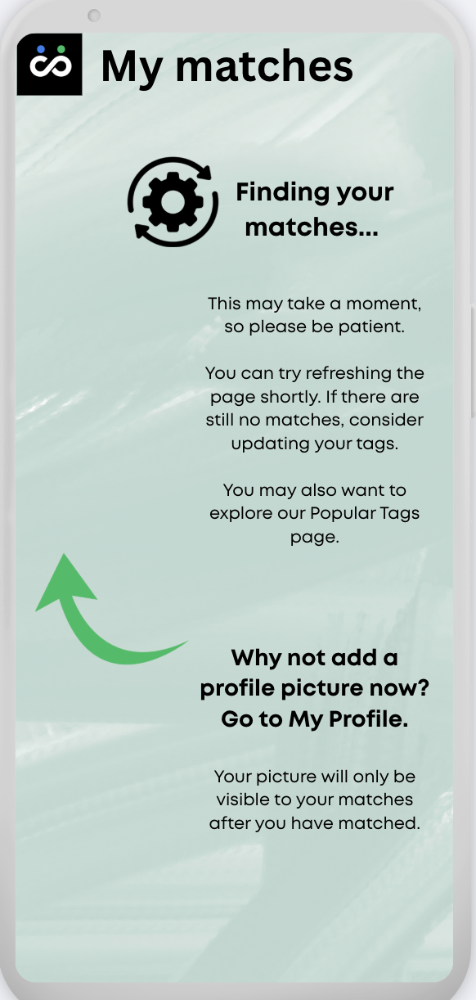 My matches
Finding your
matches...
This may take a moment,
so please be patient.
You can try refreshing the
page shortly. If there are
still no matches, consider
updating your tags.
You may also want to
explore our Popular Tags
page.
Why not add a
profile picture now?
Go to My Profile.
Your picture will only be
visible to your matches
after you have matched.